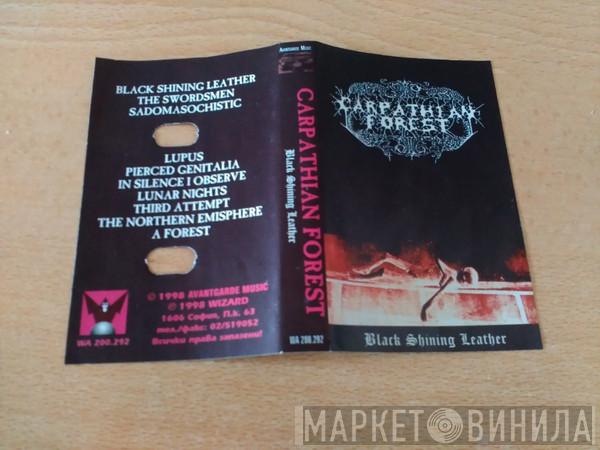 BLACK SHINING LEATHER
THE SWORDSMEN
SADOMASOCHISTIC
LUPUS
PIERCED GENITALIA
IN SILENCE I OBSERVE
LUNAR NIGHTS
THIRD ATTEMPT
THE NORTHERN EMISPHERE
A FOREST
© 1998 AVANTGARDE MUSIC
℗ 1998 WIZARD
1606 София, П.к. 63
тел./факс: 02/519052
Всички права запазени!
WA 200.292
Avantgarde Music
CARPATHIAN FOREST
Black Shining Leather
WA 200.292
CARPATHIAN
FOREST
Black Shining Leather
МАРКЕТ ВИНИЛА